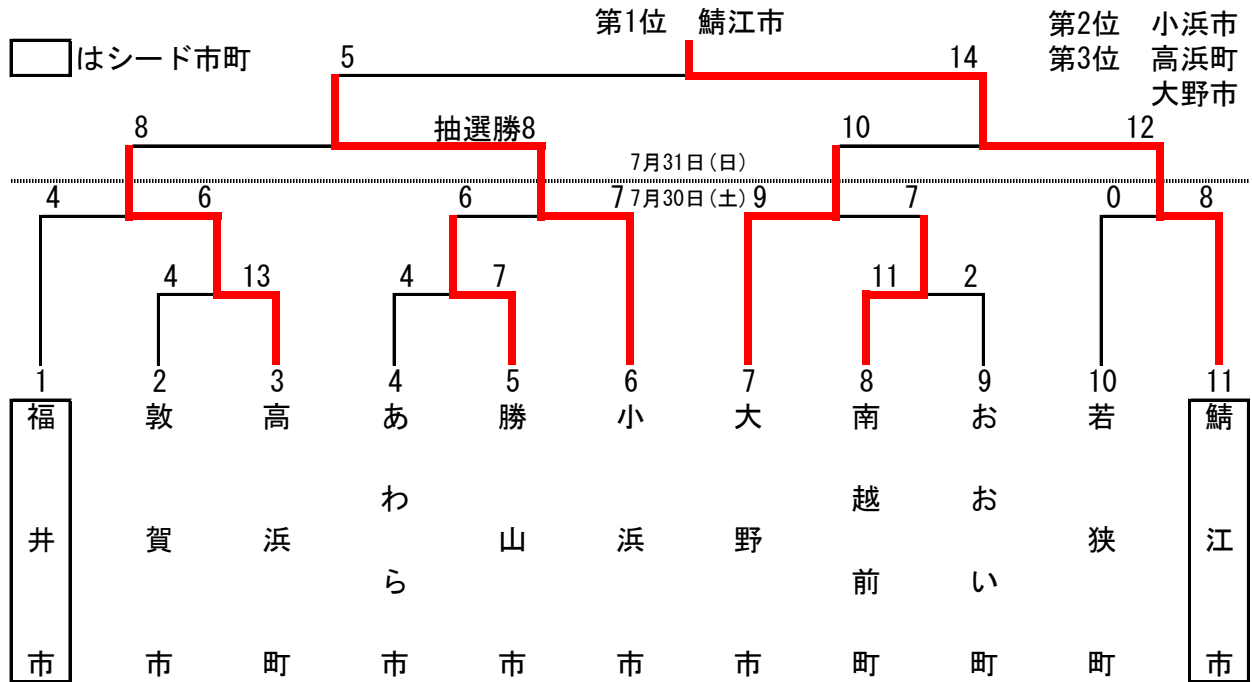 第1位 鯖江市
第2位 小浜市
第3位 高浜町
大野市
はシード市町
5
14
8
抽選勝8
10
12
7月31日(日)
7月30日(土)
4
6
6
7
9
7
0
8
4
13
4
7
11
2
1
2
3
4
5
6
7
8
9
10
11
福井市
敦賀市
高浜町
あわら市
勝山市
小浜市
大野市
南越前町
おおい町
若狭町
鯖江市